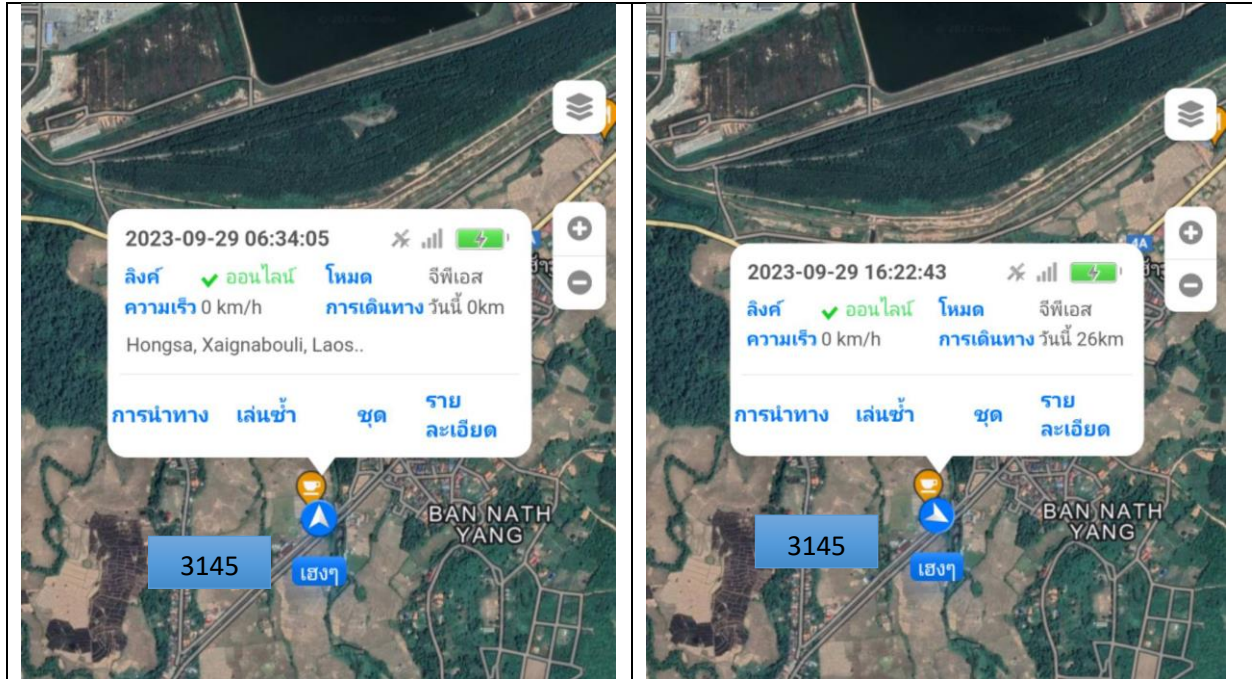 2023-09-29 06:34:05
ลิงค์ ออนไลน์ โหมด จีพีเอส
ความเร็ว 0 km/h การเดินทาง วันนี้ 0km
Hongsa, Xaignabouli, Laos..
การนำทาง เล่นซ้ำ ชุด ราย
ละเอียด
BAN NATH
YANG
3145
เฮงๆ
4A
2023-09-29 16:22:43
ลิงค์ ออนไลน์ โหมด จีพีเอส
ความเร็ว 0 km/h การเดินทาง วันนี้ 26km
การนำทาง เล่นซ้ำ ชุด ราย
ละเอียด
BAN NATH
YANG
3145
เฮงๆ